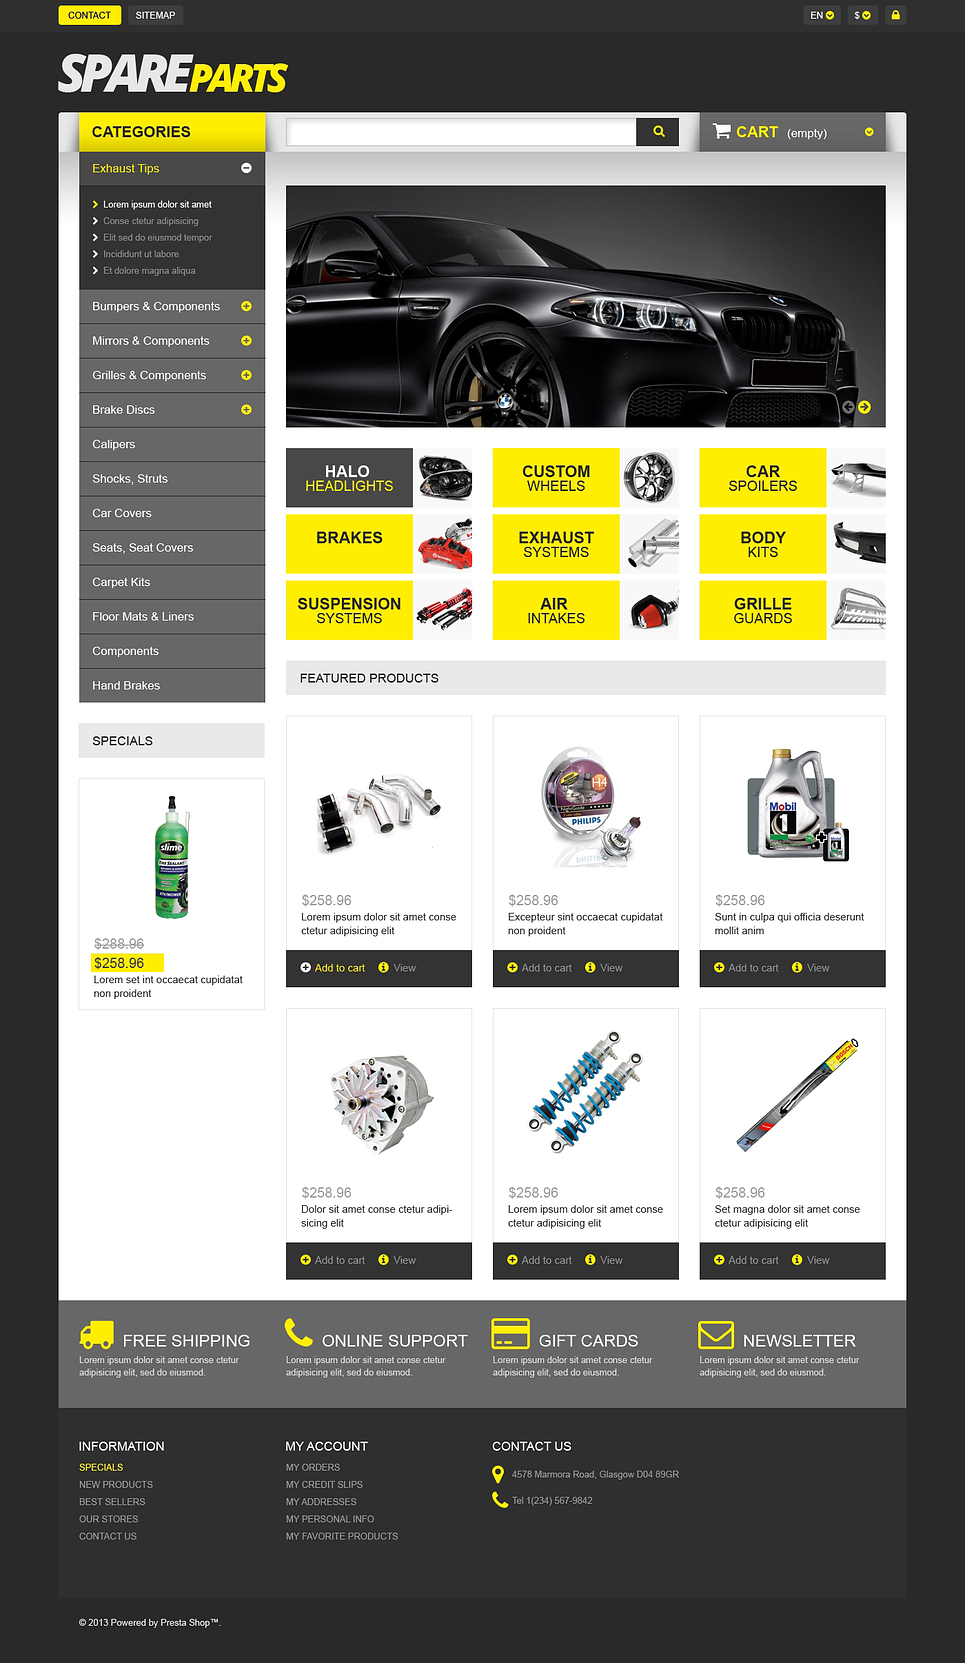 CONTACT
SITEMAP
EN
$
SPAREPARTS
CATEGORIES
CART (empty)
Exhaust Tips
Lorem ipsum dolor sit amet
Conse ctetur adipisicing
Elit sed do eiusmod tempor
Incididunt ut labore
Et dolore magna aliqua
Bumpers & Components
Mirrors & Components
Grilles & Components
Brake Discs
Calipers
Shocks, Struts
Car Covers
Seats, Seat Covers
Carpet Kits
Floor Mats & Liners
Components
Hand Brakes
HALO
HEADLIGHTS
CUSTOM
WHEELS
CAR
SPOILERS
BRAKES
EXHAUST
SYSTEMS
BODY
KITS
SUSPENSION
SYSTEMS
AIR
INTAKES
GRILLE
GUARDS
SPECIALS
slime
$288.96
$258.96
Lorem set int occaecat cupidatat
non proident
FEATURED PRODUCTS
$258.96
Lorem ipsum dolor sit amet conse
ctetur adipisicing elit
Add to cart
View
H4
PHILIPS
$258.96
Excepteur sint occaecat cupidatat
non proident
Add to cart
View
Mobil
1
$258.96
Sunt in culpa qui officia deserunt
mollit anim
Add to cart
View
$258.96
Dolor sit amet conse ctetur adipi-
sicing elit
Add to cart
View
$258.96
Lorem ipsum dolor sit amet conse
ctetur adipisicing elit
Add to cart
View
BOSCH
$258.96
Set magna dolor sit amet conse
ctetur adipisicing elit
Add to cart
View
FREE SHIPPING
Lorem ipsum dolor sit amet conse ctetur
adipisicing elit, sed do eiusmod.
ONLINE SUPPORT
Lorem ipsum dolor sit amet conse ctetur
adipisicing elit, sed do eiusmod.
GIFT CARDS
Lorem ipsum dolor sit amet conse ctetur
adipisicing elit, sed do eiusmod.
NEWSLETTER
Lorem ipsum dolor sit amet conse ctetur
adipisicing elit, sed do eiusmod.
INFORMATION
SPECIALS
NEW PRODUCTS
BEST SELLERS
OUR STORES
CONTACT US
MY ACCOUNT
MY ORDERS
MY CREDIT SLIPS
MY ADDRESSES
MY PERSONAL INFO
MY FAVORITE PRODUCTS
CONTACT US
4578 Marmora Road, Glasgow D04 89GR
Tel 1(234) 567-9842
© 2013 Powered by Presta Shop™.